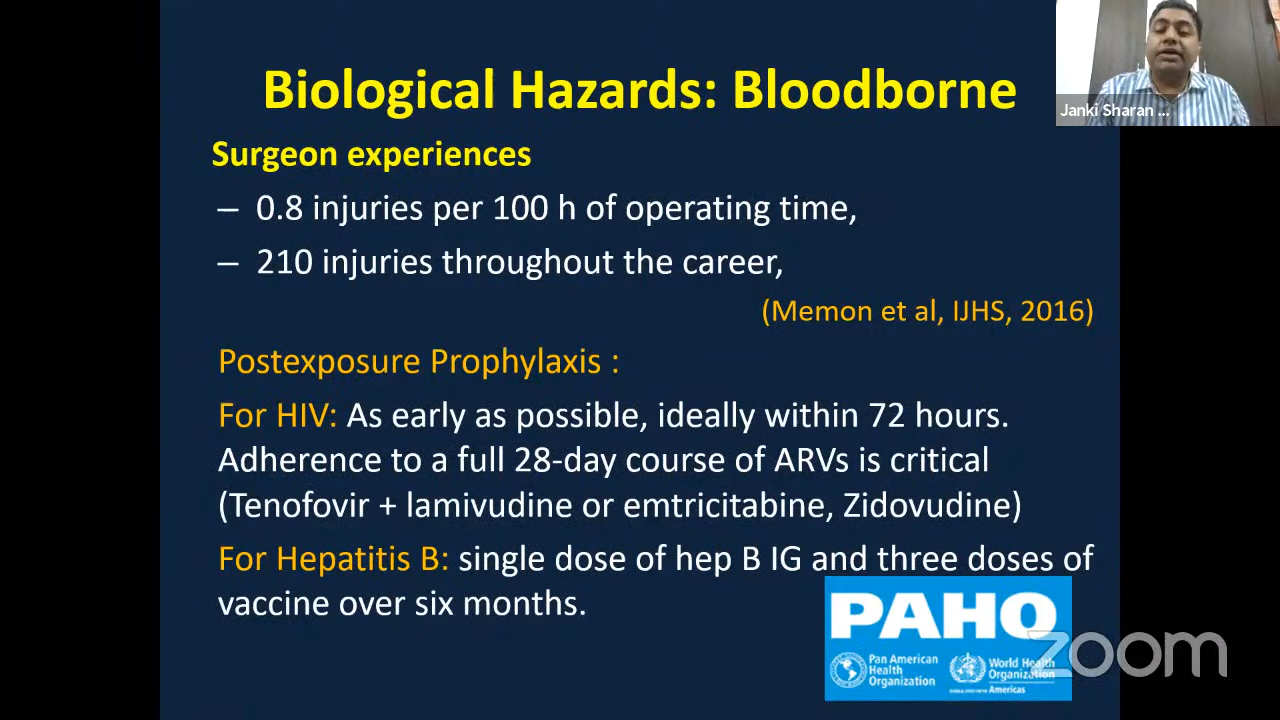 Biological Hazards: Bloodborne
Janki Sharan ...
Surgeon experiences
– 0.8 injuries per 100 h of operating time,
– 210 injuries throughout the career,
(Memon et al, IJHS, 2016)
Postexposure Prophylaxis :
For HIV: As early as possible, ideally within 72 hours.
Adherence to a full 28-day course of ARVs is critical
(Tenofovir + lamivudine or emtricitabine, Zidovudine)
For Hepatitis B: single dose of hep B IG and three doses of
vaccine over six months.
PAHO
zoom
Pan American
Health
Organization
World Health
Organization
Americas